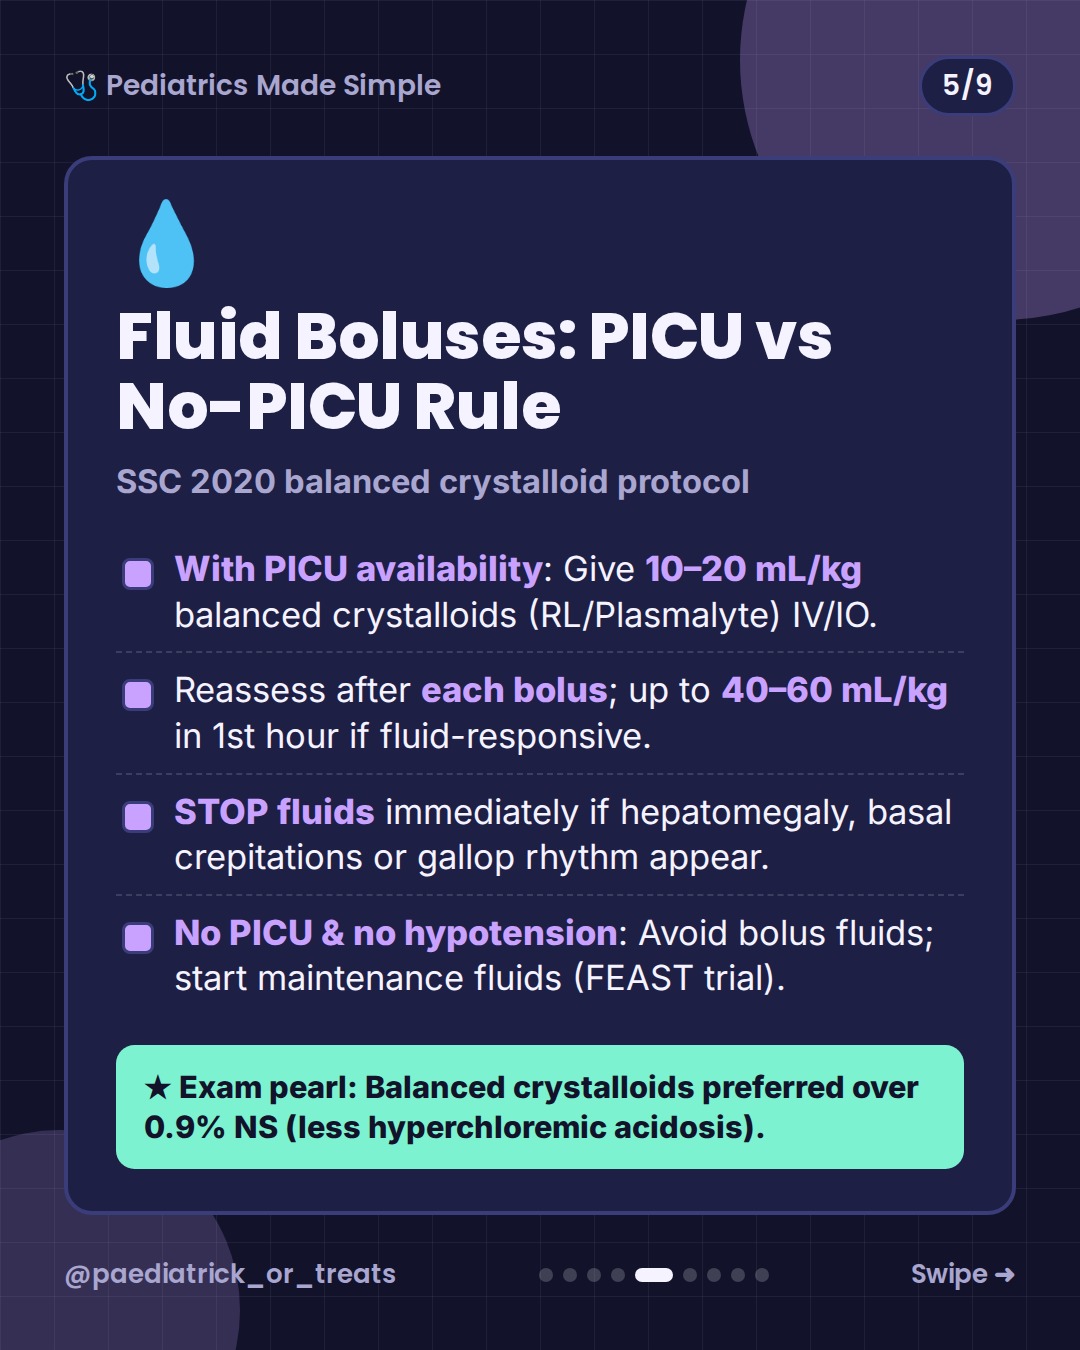 Pediatrics Made Simple
5/9
Fluid Boluses: PICU vs
No-PICU Rule
SSC 2020 balanced crystalloid protocol
With PICU availability: Give 10–20 mL/kg
balanced crystalloids (RL/Plasmalyte) IV/IO.
Reassess after each bolus; up to 40–60 mL/kg
in 1st hour if fluid-responsive.
STOP fluids immediately if hepatomegaly, basal
crepitations or gallop rhythm appear.
No PICU & no hypotension: Avoid bolus fluids;
start maintenance fluids (FEAST trial).
★ Exam pearl: Balanced crystalloids preferred over
0.9% NS (less hyperchloremic acidosis).
@paediatrick_or_treats
Swipe ➜